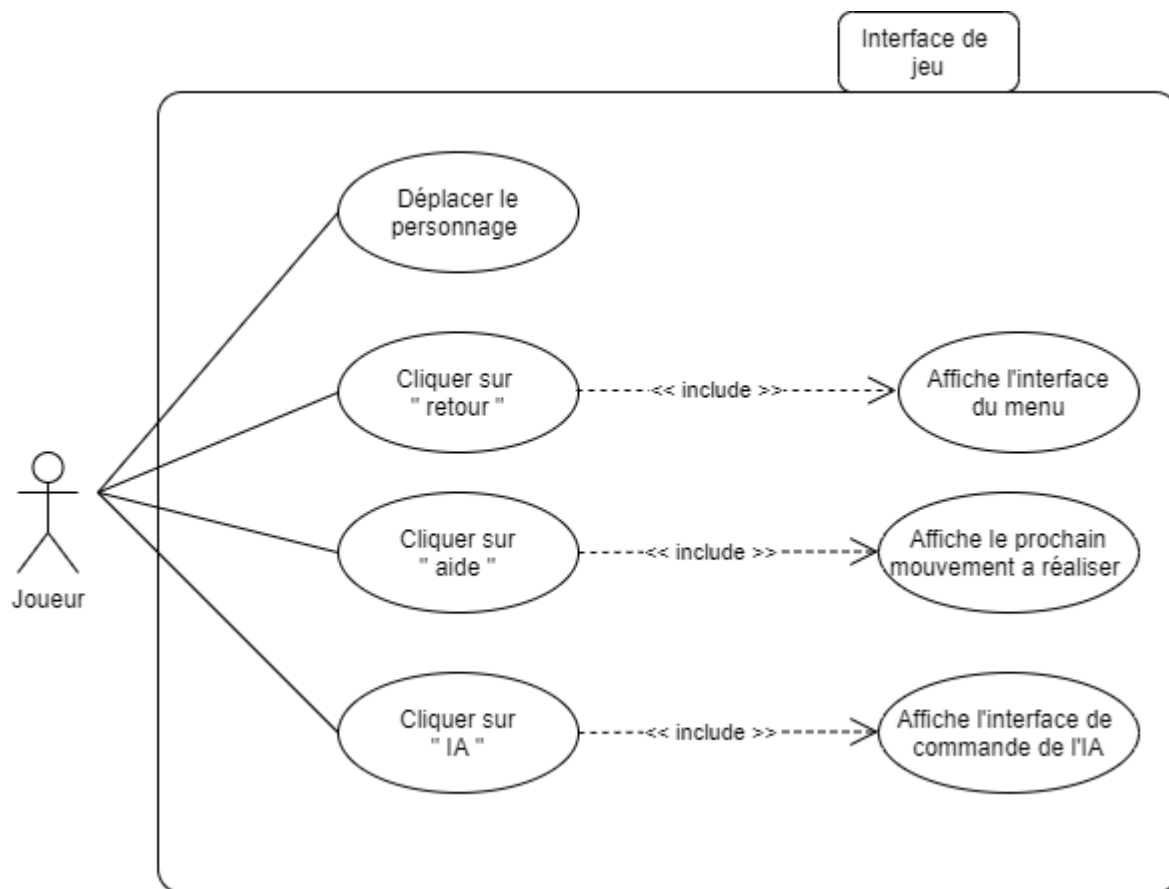 Interface de
jeu
Déplacer le
personnage
Cliquer sur
" retour "
<< include >>
Affiche l'interface
du menu
Joueur
Cliquer sur
" aide "
<< include >>
Affiche le prochain
mouvement a réaliser
Cliquer sur
" IA "
<< include >>
Affiche l'interface de
commande de l'IA